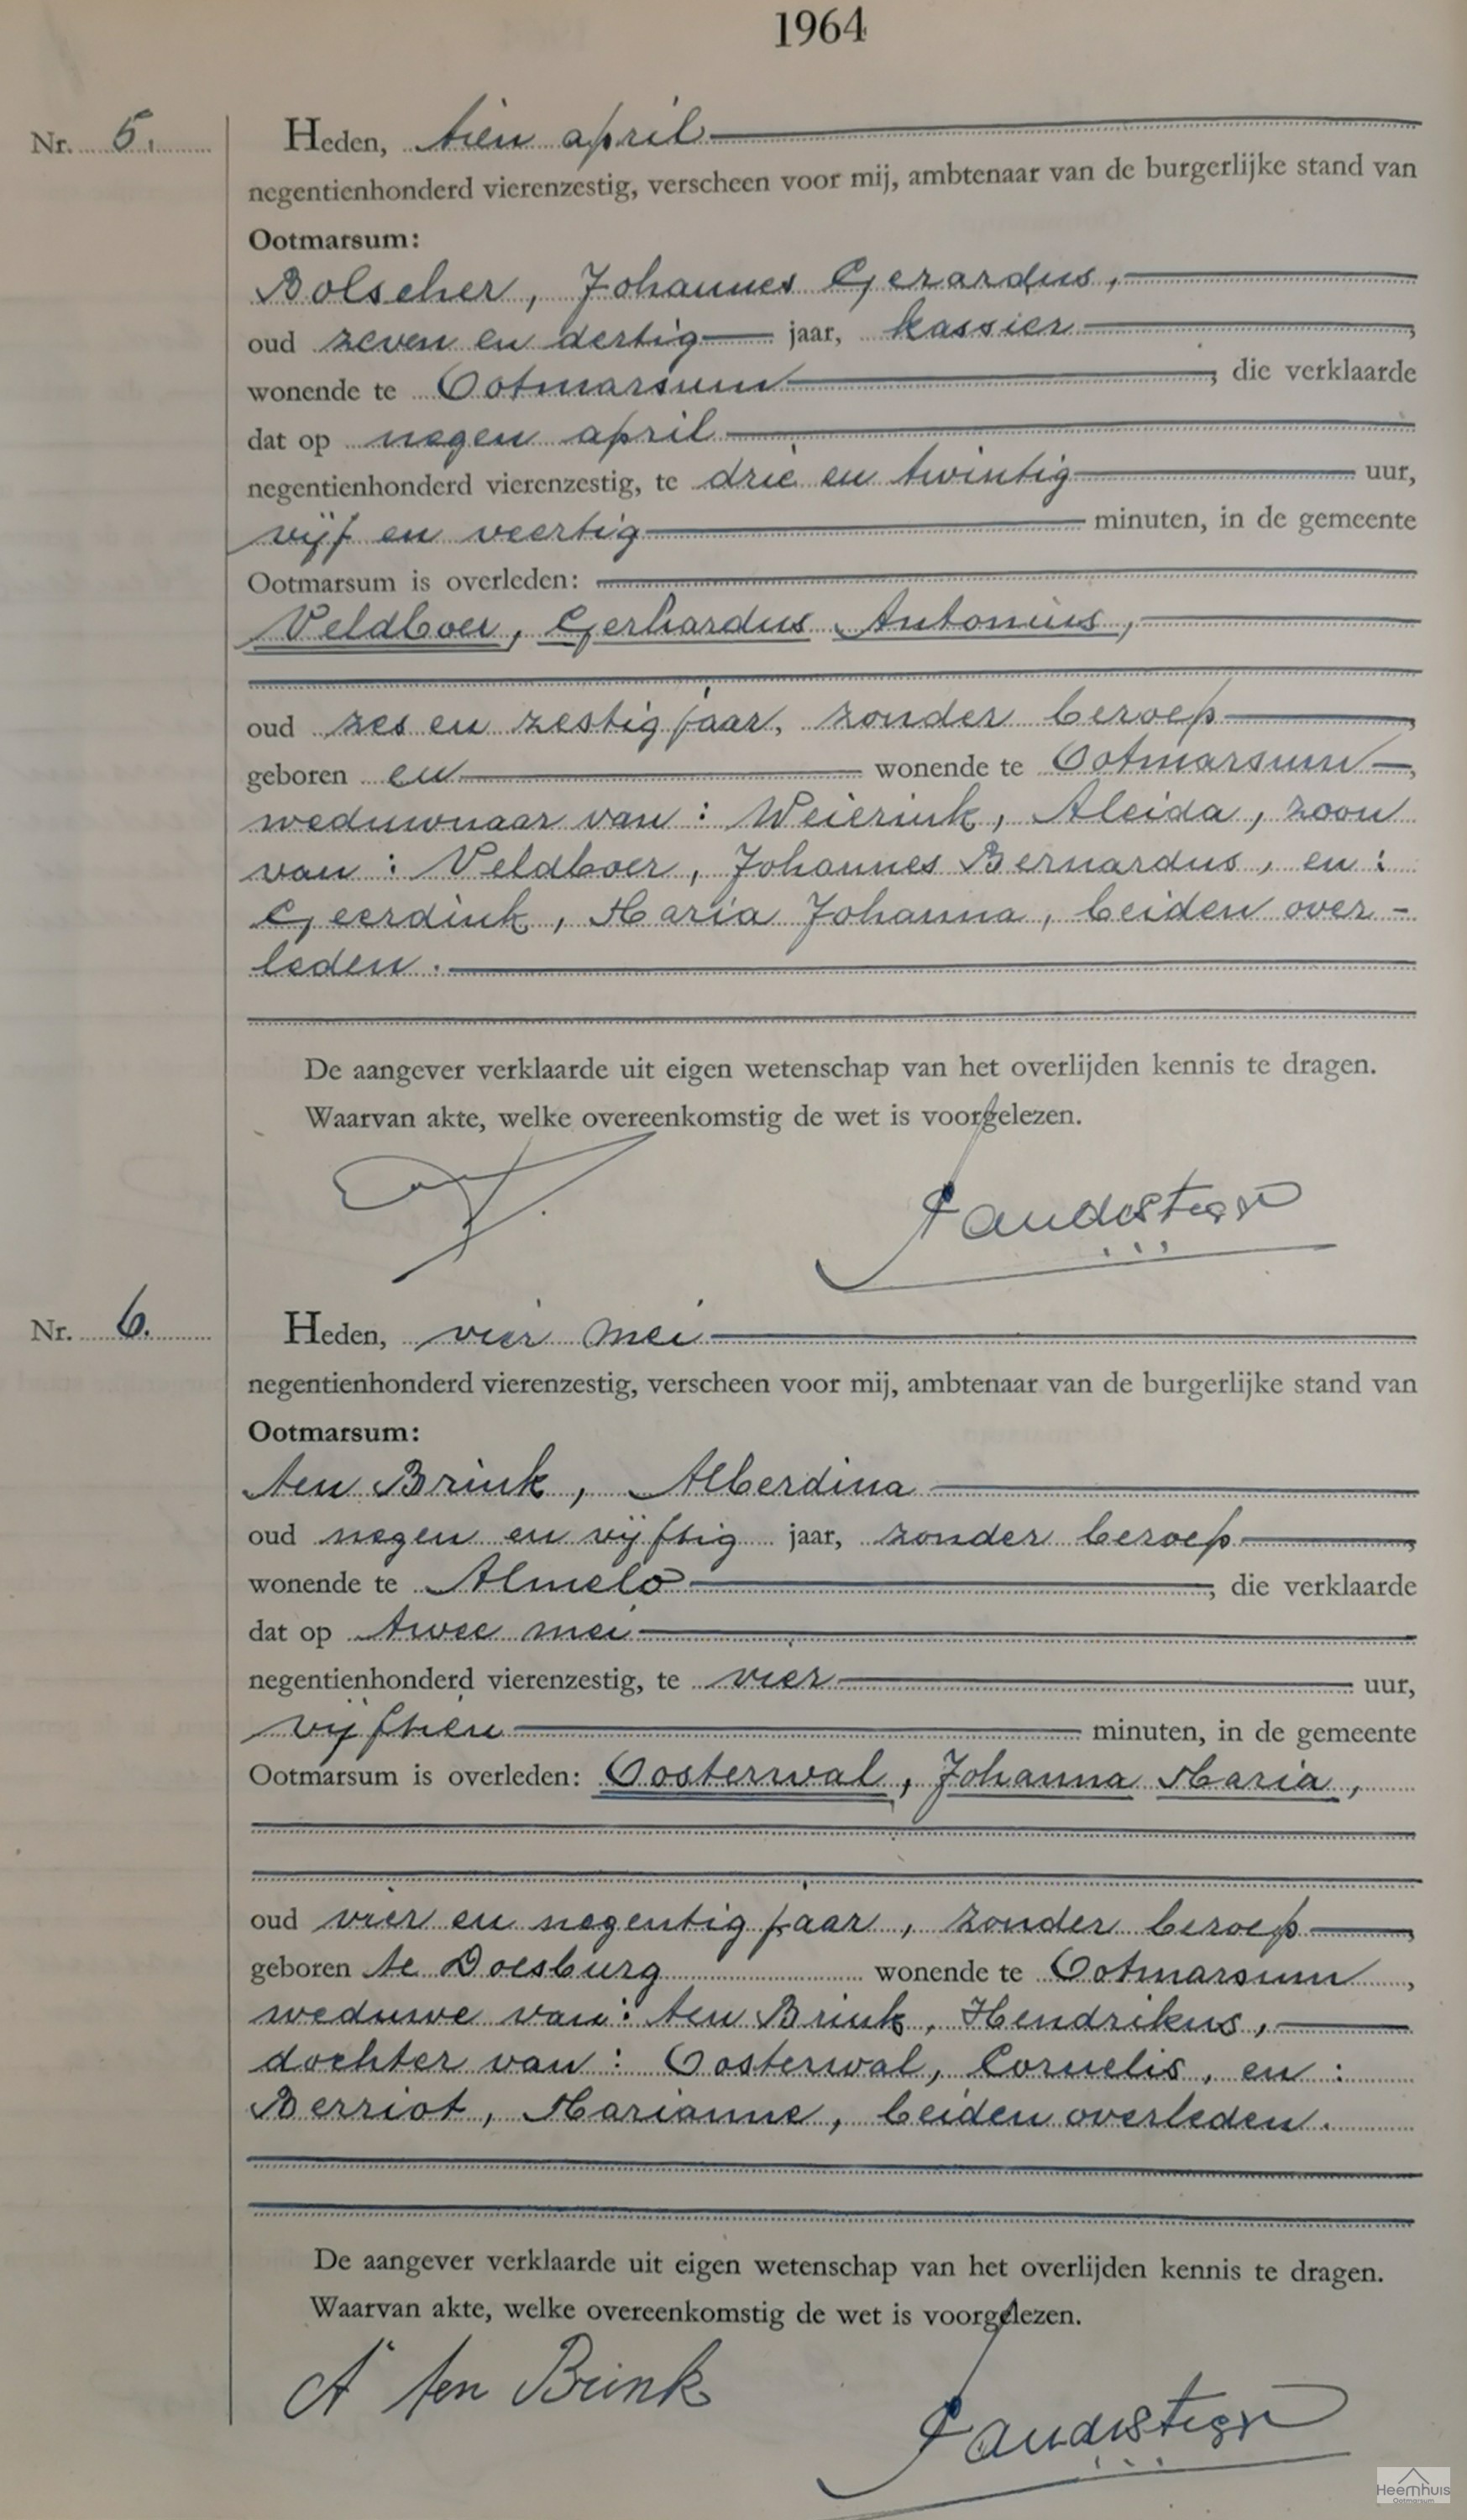 1964
Nr. 5. Heden, tien april
negentienhonderd vierenzestig, verscheen voor mij, ambtenaar van de burgerlijke stand van
Ootmarsum:
Bolscher, Johannes Gerardus,
oud zeven en dertig jaar, kassier,
wonende te Ootmarsum, die verklaarde
dat op negen april
negentienhonderd vierenzestig, te drie en twintig uur,
vijf en veertig minuten, in de gemeente
Ootmarsum is overleden:
Veldboer, Gerhardus Antonius,
oud zes en zestig jaar, zonder beroep,
geboren en wonende te Ootmarsum,
weduwnaar van: Weierink, Aleida, zoon
van: Veldboer, Johannes Bernardus, en:
Geerdink, Maria Johanna, beiden over-
leden.
De aangever verklaarde uit eigen wetenschap van het overlijden kennis te dragen.
Waarvan akte, welke overeenkomstig de wet is voorgelezen.
Nr. 6. Heden, vier mei
negentienhonderd vierenzestig, verscheen voor mij, ambtenaar van de burgerlijke stand van
Ootmarsum:
ten Brink, Alberdina
oud negen en vijftig jaar, zonder beroep,
wonende te Almelo, die verklaarde
dat op twee mei
negentienhonderd vierenzestig, te vier uur,
vijftien minuten, in de gemeente
Ootmarsum is overleden: Oosterwal, Johanna Maria,
oud vier en negentig jaar, zonder beroep,
geboren te Doesburg wonende te Ootmarsum,
weduwe van: ten Brink, Hendrikus,
dochter van: Oosterwal, Cornelis, en:
Berriot, Marianne, beiden overleden.
De aangever verklaarde uit eigen wetenschap van het overlijden kennis te dragen.
Waarvan akte, welke overeenkomstig de wet is voorgelezen.
A ten Brink
Heemhuis
Ootmarsum